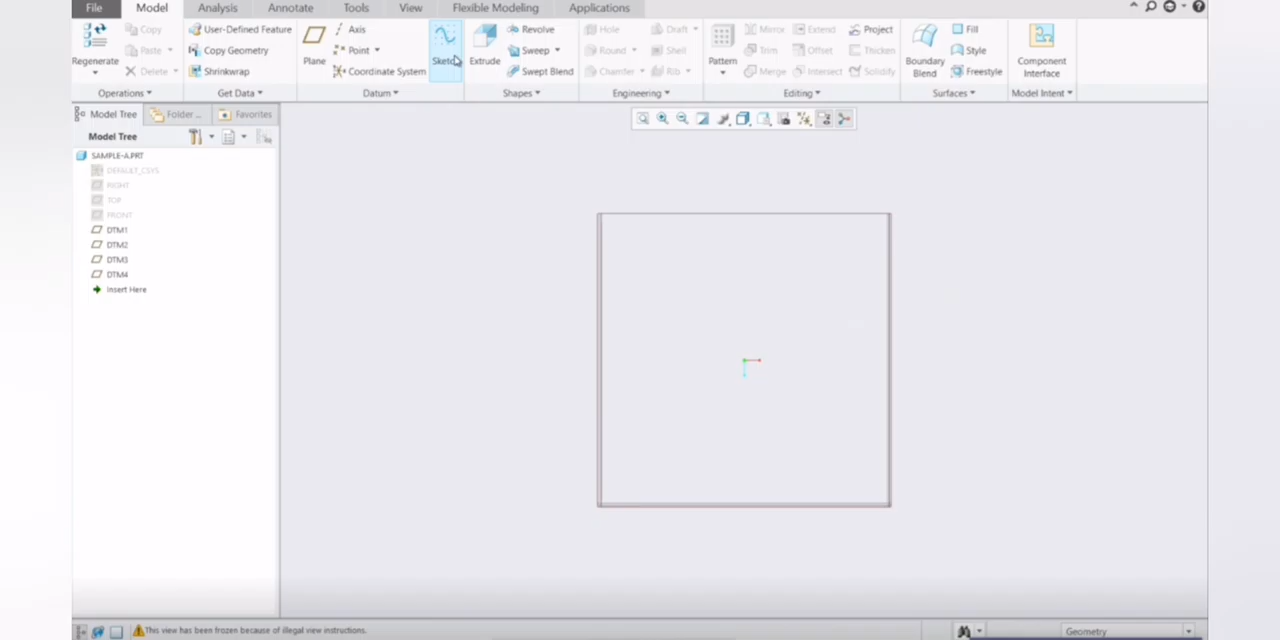 File Model Analysis Annotate Tools View Flexible Modeling Applications
Regenerate Copy Paste Delete User-Defined Feature Copy Geometry Shrinkwrap Plane Axis Point Coordinate System Sketch Extrude Revolve Sweep Swept Blend Hole Round Chamfer Draft Shell Rib Pattern Mirror Trim Merge Extend Offset Intersect Project Thicken Solidify Boundary Blend Fill Style Freestyle Component Interface
Operations Get Data Datum Shapes Engineering Editing Surfaces Model Intent
Model Tree Folder ... Favorites
Model Tree
SAMPLE-A.PRT
DEFAULT_CSYS
RIGHT
TOP
FRONT
DTM1
DTM2
DTM3
DTM4
Insert Here
This view has been frozen because of illegal view instructions.
Geometry